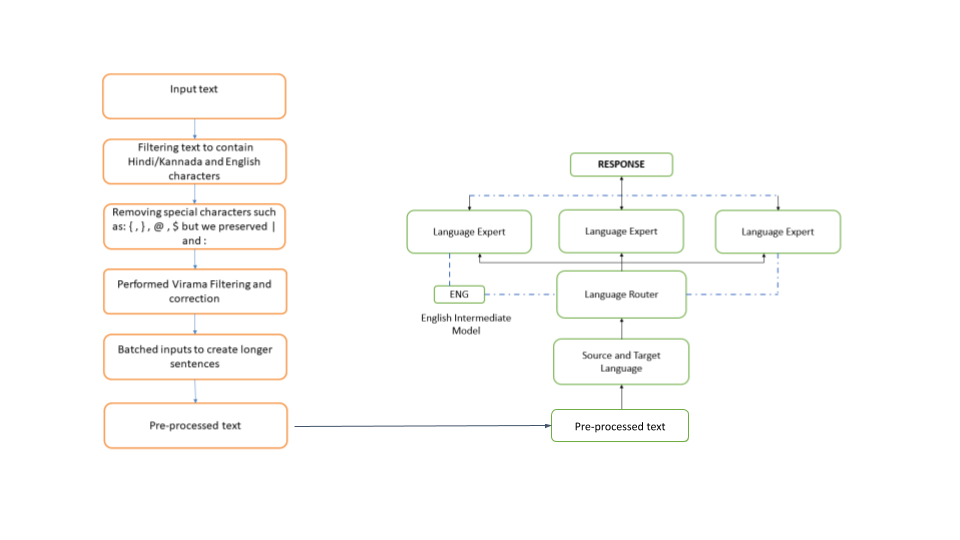 Input text
Filtering text to contain
Hindi/Kannada and English
characters
Removing special characters such
as: { , } , @ , $ but we preserved |
and :
Performed Virama Filtering and
correction
Batched inputs to create longer
sentences
Pre-processed text
RESPONSE
Language Expert
Language Expert
Language Expert
ENG
English Intermediate
Model
Language Router
Source and Target
Language
Pre-processed text